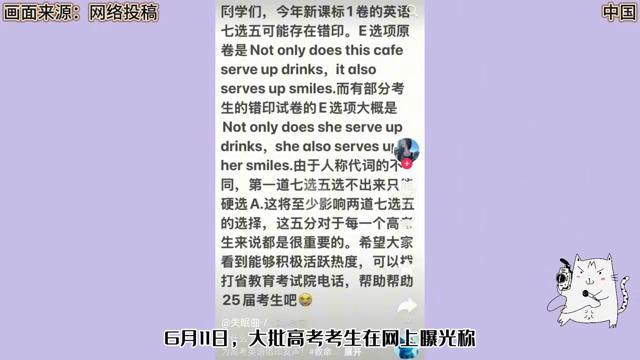 画面来源：网络投稿
中国
同学们，今年新课标1卷的英语
七选五可能存在错印。E选项原
卷是Not only does this cafe
serve up drinks，it also
serves up smiles.而有部分考
生的错印试卷的E选项大概是
Not only does she serve up
drinks，she also serves up
her smiles.由于人称代词的不
同，第一道七选五选不出来只能
硬选A.这将至少影响两道七选五
的选择，这五分对于每一个高考
生来说都是很重要的。希望大家
看到能够积极活跃热度，可以拨
打省教育考试院电话，帮助帮助
25届考生吧😭
@失眠曲
6月11日，大批高考考生在网上曝光称
展开